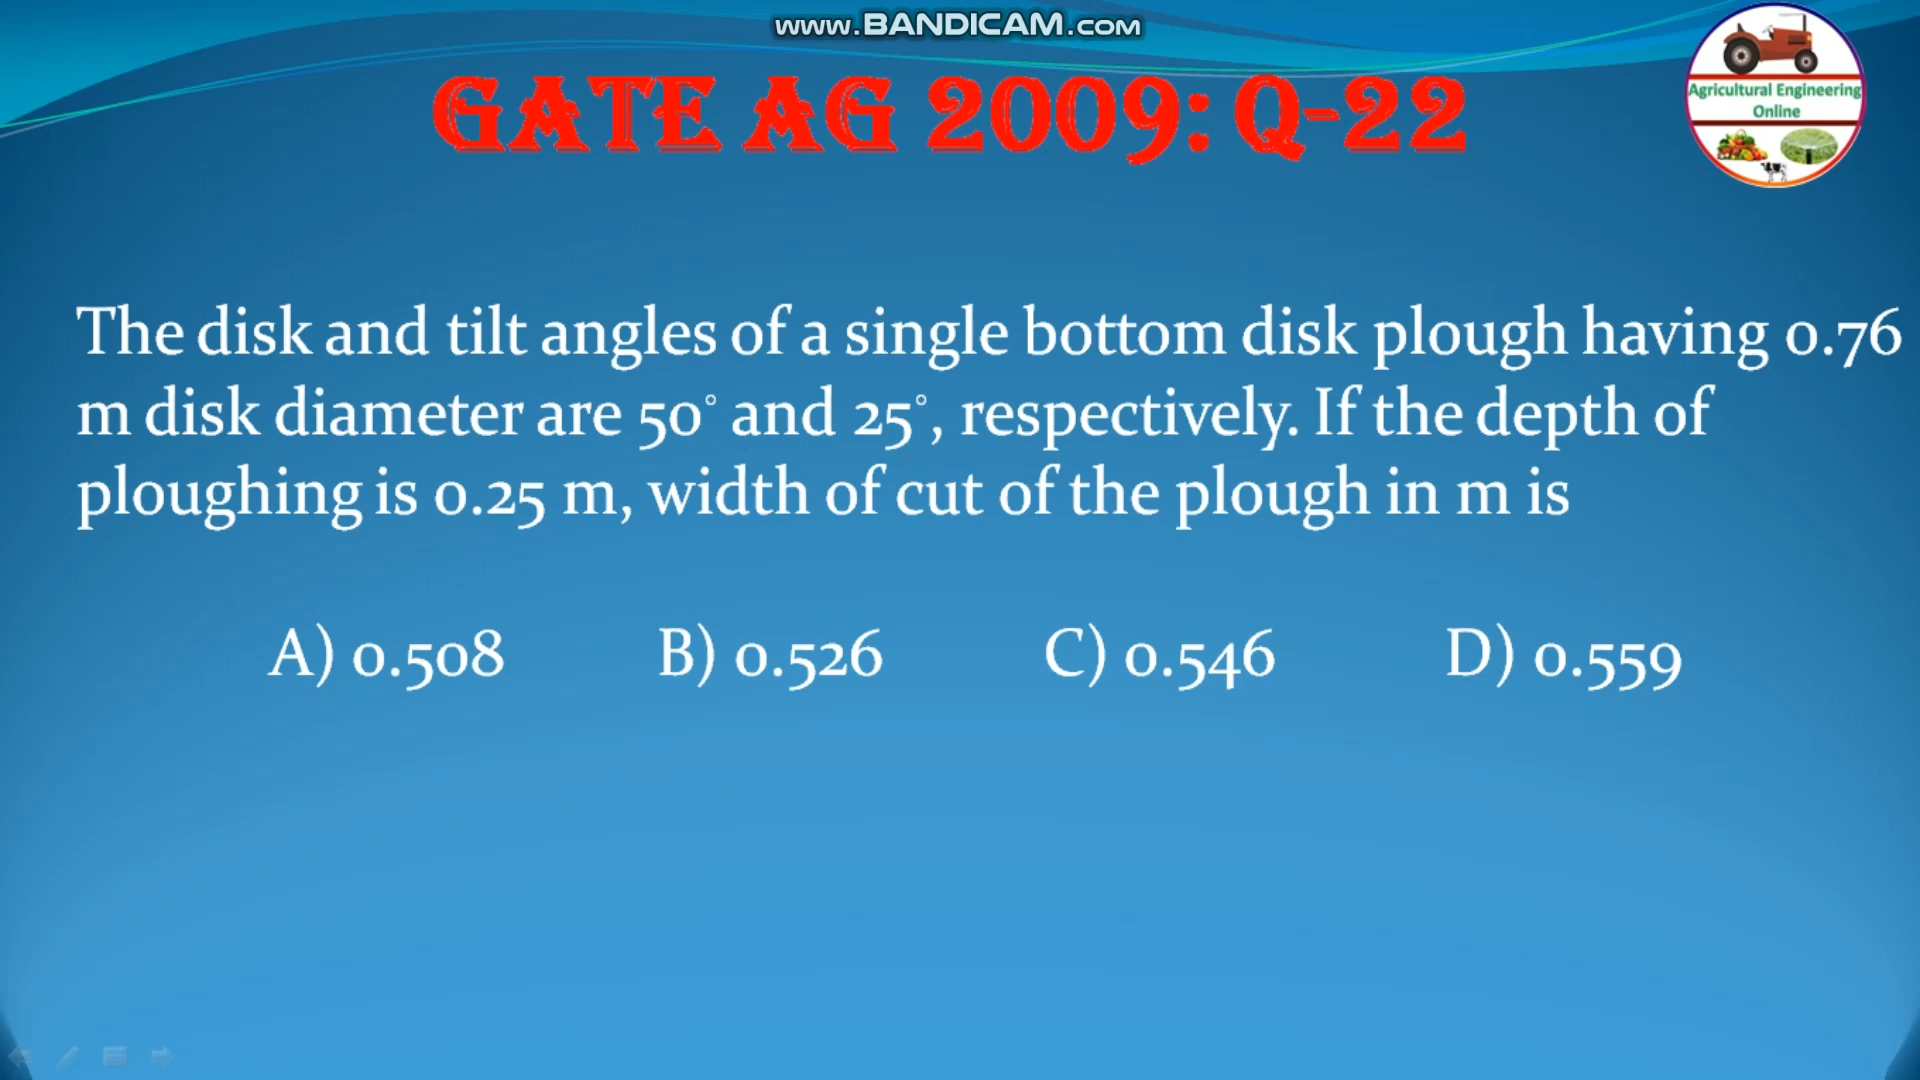 www.BANDICAM.com
GATE AG 2009: Q-22
Agricultural Engineering
Online
The disk and tilt angles of a single bottom disk plough having 0.76
m disk diameter are 50° and 25°, respectively. If the depth of
ploughing is 0.25 m, width of cut of the plough in m is
A) 0.508 B) 0.526 C) 0.546 D) 0.559